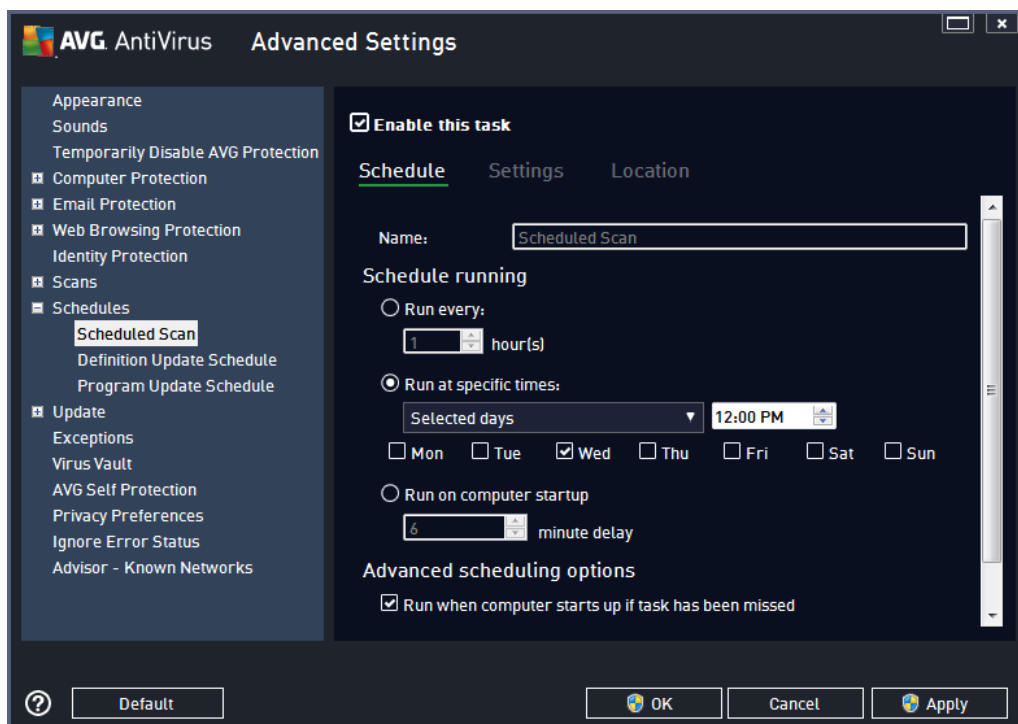 AVG. AntiVirus Advanced Settings
Appearance
Sounds
Temporarily Disable AVG Protection
Computer Protection
Email Protection
Web Browsing Protection
Identity Protection
Scans
Schedules
Scheduled Scan
Definition Update Schedule
Program Update Schedule
Update
Exceptions
Virus Vault
AVG Self Protection
Privacy Preferences
Ignore Error Status
Advisor - Known Networks
Enable this task
Schedule Settings Location
Name: Scheduled Scan
Schedule running
Run every:
1 hour(s)
Run at specific times:
Selected days 12:00 PM
Mon Tue Wed Thu Fri Sat Sun
Run on computer startup
6 minute delay
Advanced scheduling options
Run when computer starts up if task has been missed
? Default OK Cancel Apply